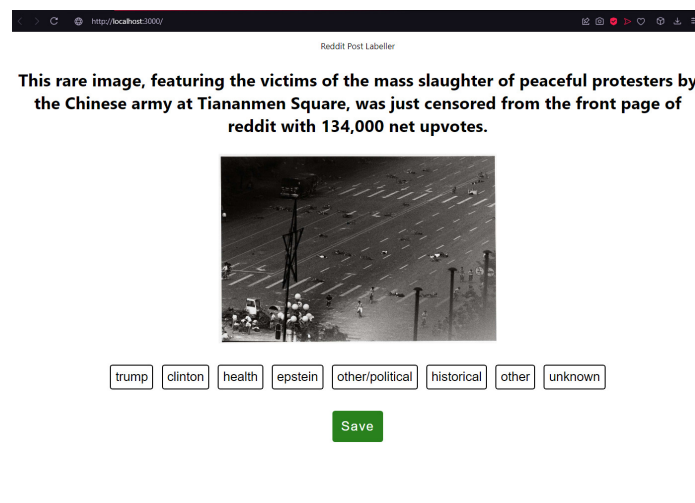 http://localhost:3000/
Reddit Post Labeller
This rare image, featuring the victims of the mass slaughter of peaceful protesters by
the Chinese army at Tiananmen Square, was just censored from the front page of
reddit with 134,000 net upvotes.
trump clinton health epstein other/political historical other unknown
Save